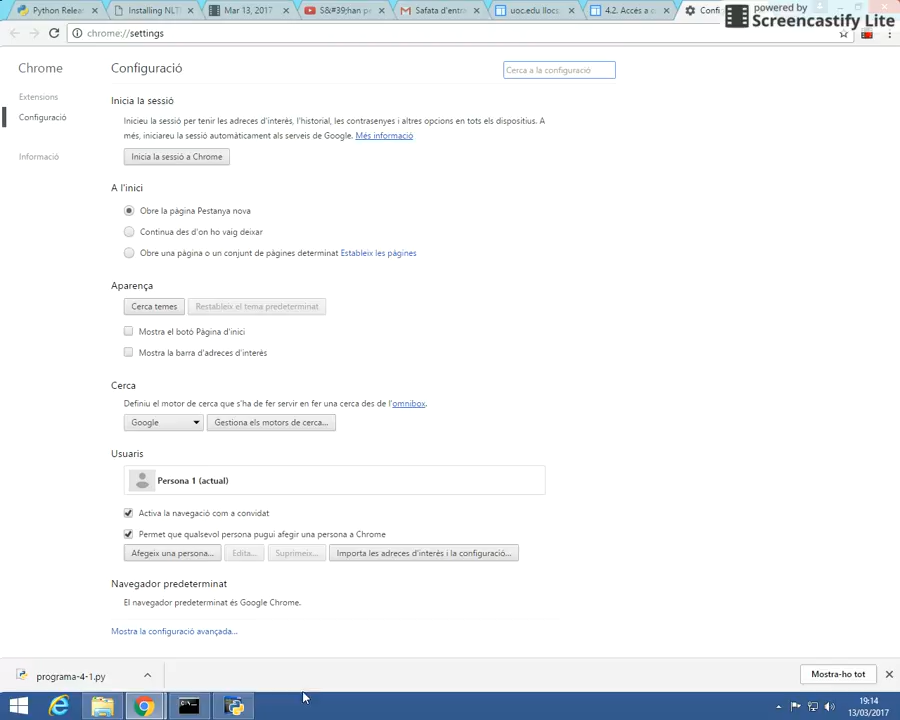 Python Relea
Installing NLT
Mar 13, 2017
S&#39;han p
Safata d'entra
uoc.edu llocs.
4.2. Accés a
Confi
powered by
Screencastify Lite
chrome://settings
Chrome
Configuració
Cerca a la configuració
Extensions
Configuració
Informació
Inicia la sessió
Inicieu la sessió per tenir les adreces d'interès, l'historial, les contrasenyes i altres opcions en tots els dispositius. A
més, iniciareu la sessió automàticament als serveis de Google. Més informació
Inicia la sessió a Chrome
A l'inici
Obre la pàgina Pestanya nova
Continua des d'on ho vaig deixar
Obre una pàgina o un conjunt de pàgines determinat Estableix les pàgines
Aparença
Cerca temes
Restableix el tema predeterminat
Mostra el botó Pàgina d'inici
Mostra la barra d'adreces d'interès
Cerca
Definiu el motor de cerca que s'ha de fer servir en fer una cerca des de l'omnibox.
Google
Gestiona els motors de cerca...
Usuaris
Persona 1 (actual)
Activa la navegació com a convidat
Permet que qualsevol persona pugui afegir una persona a Chrome
Afegeix una persona...
Edita...
Suprimeix...
Importa les adreces d'interès i la configuració...
Navegador predeterminat
El navegador predeterminat és Google Chrome.
Mostra la configuració avançada...
programa-4-1.py
Mostra-ho tot
19:14
13/03/2017